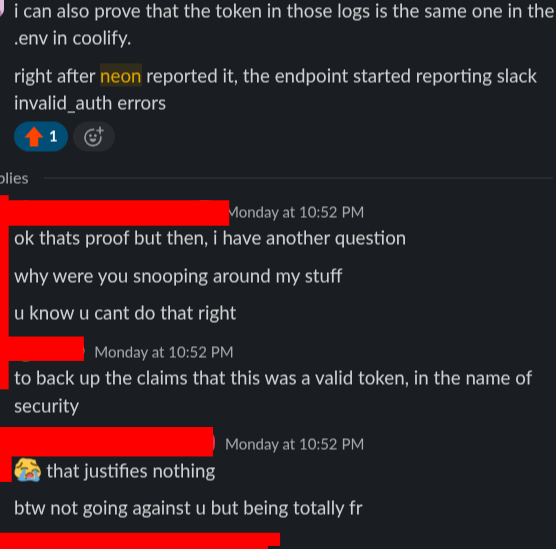 i can also prove that the token in those logs is the same one in the
.env in coolify.
right after neon reported it, the endpoint started reporting slack
invalid_auth errors
1
plies
Monday at 10:52 PM
ok thats proof but then, i have another question
why were you snooping around my stuff
u know u cant do that right
Monday at 10:52 PM
to back up the claims that this was a valid token, in the name of
security
Monday at 10:52 PM
😭 that justifies nothing
btw not going against u but being totally fr